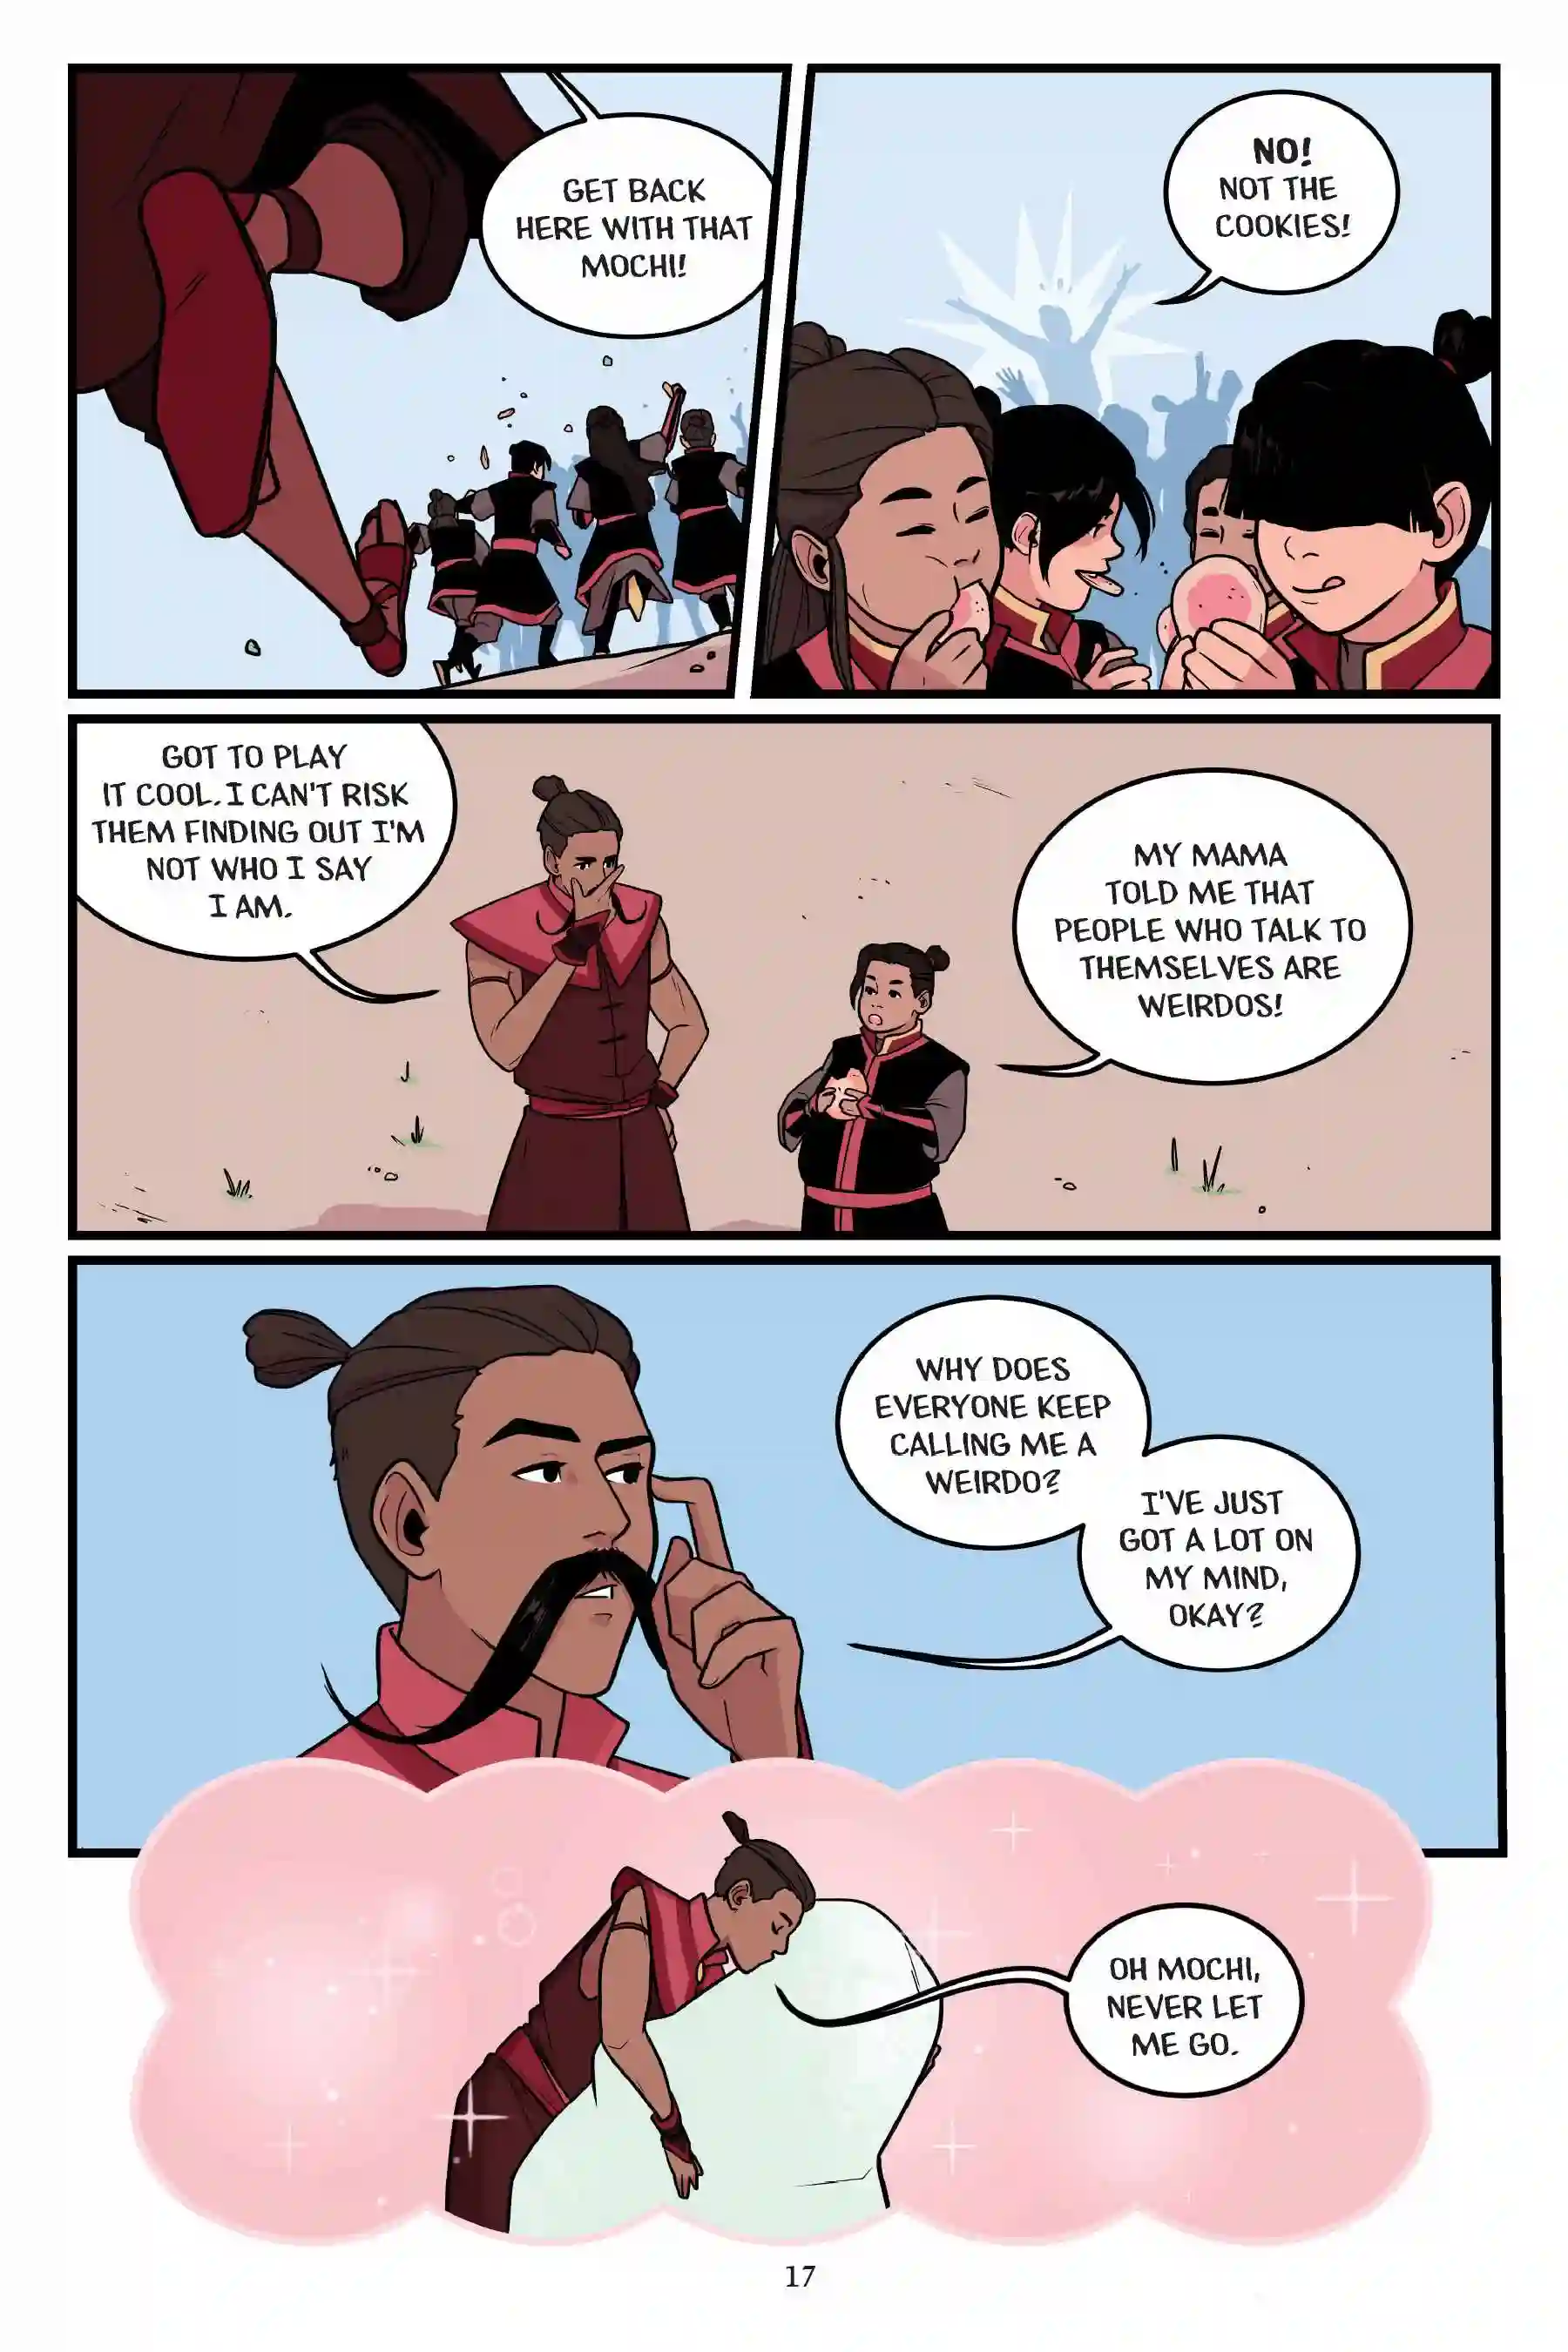 GET BACK
HERE WITH THAT
MOCHI!
NO!
NOT THE
COOKIES!
GOT TO PLAY
IT COOL. I CAN'T RISK
THEM FINDING OUT I'M
NOT WHO I SAY
I AM.
MY MAMA
TOLD ME THAT
PEOPLE WHO TALK TO
THEMSELVES ARE
WEIRDOS!
WHY DOES
EVERYONE KEEP
CALLING ME A
WEIRDO?
I'VE JUST
GOT A LOT ON
MY MIND,
OKAY?
OH MOCHI,
NEVER LET
ME GO.
17